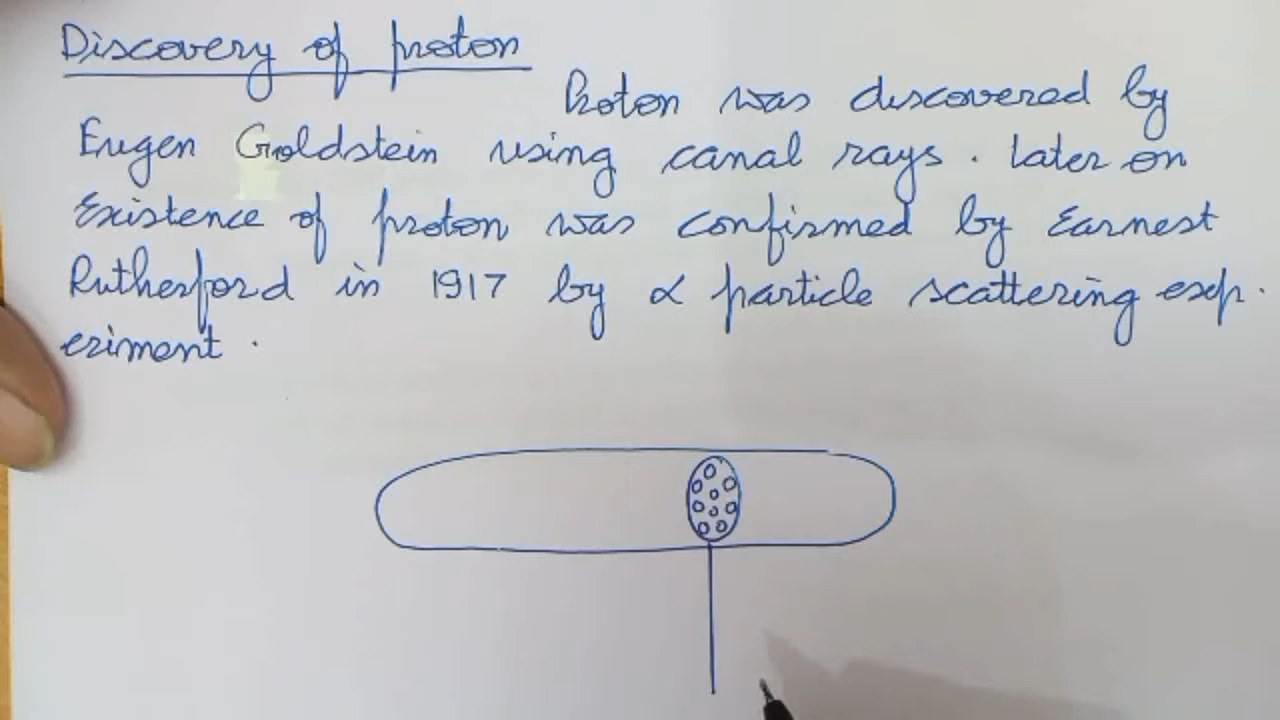 Discovery of proton
Proton was discovered by
Eugen Goldstein using canal rays. Later on
Existence of proton was confirmed by Earnest
Rutherford in 1917 by α particle scattering exp.
eriment.